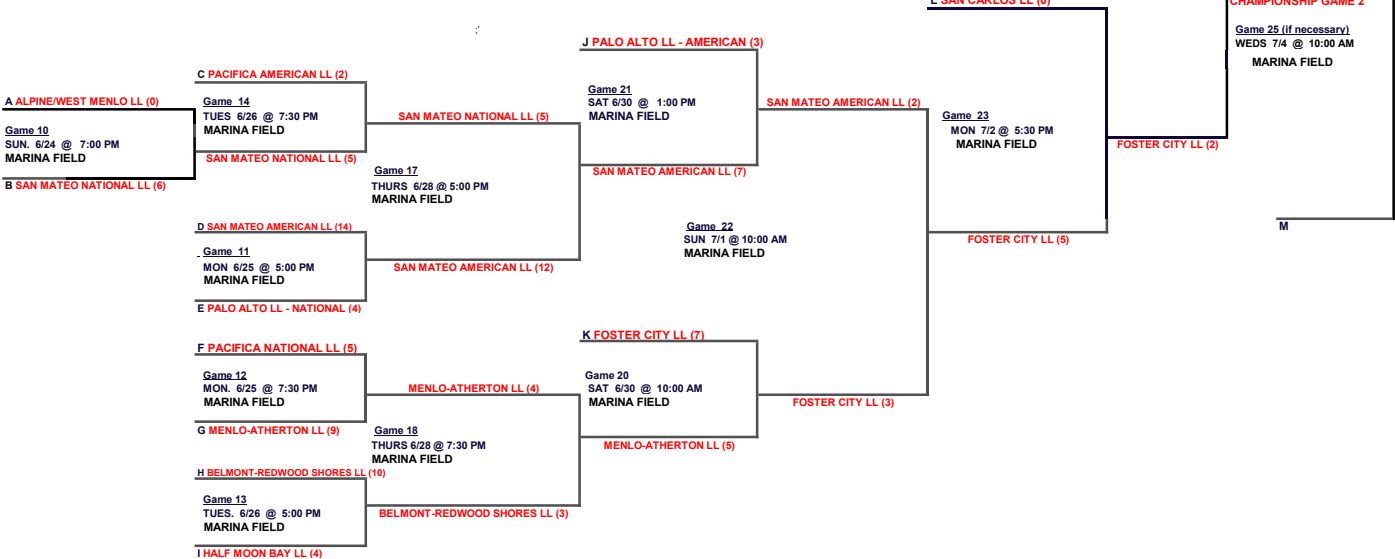 L SAN CARLOS LL (0)
CHAMPIONSHIP GAME 2
Game 25 (if necessary)
WEDS 7/4 @ 10:00 AM
MARINA FIELD
J PALO ALTO LL - AMERICAN (3)
C PACIFICA AMERICAN LL (2)
A ALPINE/WEST MENLO LL (0)
Game 14
TUES 6/26 @ 7:30 PM
MARINA FIELD
Game 21
SAT 6/30 @ 1:00 PM
MARINA FIELD
SAN MATEO AMERICAN LL (2)
SAN MATEO NATIONAL LL (5)
Game 10
SUN. 6/24 @ 7:00 PM
MARINA FIELD
Game 23
MON 7/2 @ 5:30 PM
MARINA FIELD
FOSTER CITY LL (2)
SAN MATEO NATIONAL LL (5)
B SAN MATEO NATIONAL LL (6)
Game 17
THURS 6/28 @ 5:00 PM
MARINA FIELD
SAN MATEO AMERICAN LL (7)
D SAN MATEO AMERICAN LL (14)
Game 11
MON 6/25 @ 5:00 PM
MARINA FIELD
Game 22
SUN 7/1 @ 10:00 AM
MARINA FIELD
M
FOSTER CITY LL (5)
SAN MATEO AMERICAN LL (12)
E PALO ALTO LL - NATIONAL (4)
K FOSTER CITY LL (7)
F PACIFICA NATIONAL LL (5)
Game 12
MON. 6/25 @ 7:30 PM
MARINA FIELD
MENLO-ATHERTON LL (4)
Game 20
SAT 6/30 @ 10:00 AM
MARINA FIELD
FOSTER CITY LL (3)
G MENLO-ATHERTON LL (9)
Game 18
THURS 6/28 @ 7:30 PM
MARINA FIELD
MENLO-ATHERTON LL (5)
H BELMONT-REDWOOD SHORES LL (10)
Game 13
TUES. 6/26 @ 5:00 PM
MARINA FIELD
BELMONT-REDWOOD SHORES LL (3)
I HALF MOON BAY LL (4)